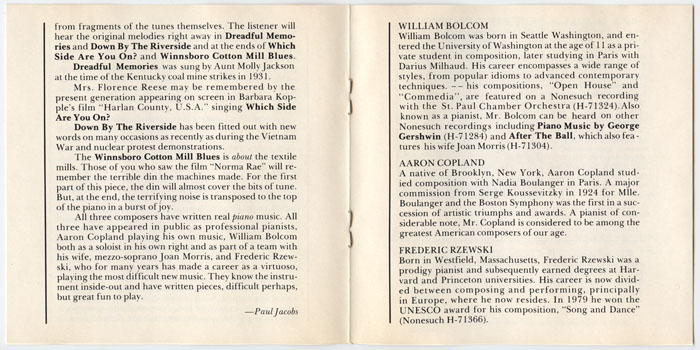 from fragments of the tunes themselves. The listener will
hear the original melodies right away in Dreadful Memo-
ries and Down By The Riverside and at the ends of Which
Side Are You On? and Winnsboro Cotton Mill Blues.
Dreadful Memories was sung by Aunt Molly Jackson
at the time of the Kentucky coal mine strikes in 1931.
Mrs. Florence Reese may be remembered by the
present generation appearing on screen in Barbara Kop-
ple's film "Harlan County, U.S.A." singing Which Side
Are You On?
Down By The Riverside has been fitted out with new
words on many occasions as recently as during the Vietnam
War and nuclear protest demonstrations.
The Winnsboro Cotton Mill Blues is about the textile
mills. Those of you who saw the film "Norma Rae" will re-
member the terrible din the machines made. For the first
part of this piece, the din will almost cover the bits of tune.
But, at the end, the terrifying noise is transposed to the top
of the piano in a burst of joy.
All three composers have written real piano music. All
three have appeared in public as professional pianists,
Aaron Copland playing his own music, William Bolcom
both as a soloist in his own right and as part of a team with
his wife, mezzo-soprano Joan Morris, and Frederic Rzew-
ski, who for many years has made a career as a virtuoso,
playing the most difficult new music. They know the instru-
ment inside-out and have written pieces, difficult perhaps,
but great fun to play.
—Paul Jacobs
WILLIAM BOLCOM
William Bolcom was born in Seattle Washington, and en-
tered the University of Washington at the age of 11 as a pri-
vate student in composition, later studying in Paris with
Darius Milhaud. His career encompasses a wide range of
styles, from popular idioms to advanced contemporary
techniques. -- his compositions, "Open House" and
"Commedia", are featured on a Nonesuch recording
with the St. Paul Chamber Orchestra (H-71324). Also
known as a pianist, Mr. Bolcom can be heard on other
Nonesuch recordings including Piano Music by George
Gershwin (H-71284) and After The Ball, which also fea-
tures his wife Joan Morris (H-71304).
AARON COPLAND
A native of Brooklyn, New York, Aaron Copland stud-
ied composition with Nadia Boulanger in Paris. A major
commission from Serge Koussevitzky in 1924 for Mlle.
Boulanger and the Boston Symphony was the first in a suc-
cession of artistic triumphs and awards. A pianist of con-
siderable note, Mr. Copland is considered to be among the
greatest American composers of our age.
FREDERIC RZEWSKI
Born in Westfield, Massachusetts, Frederic Rzewski was a
prodigy pianist and subsequently earned degrees at Har-
vard and Princeton universities. His career is now divid-
ed between composing and performing, principally
in Europe, where he now resides. In 1979 he won the
UNESCO award for his composition, "Song and Dance"
(Nonesuch H-71366).